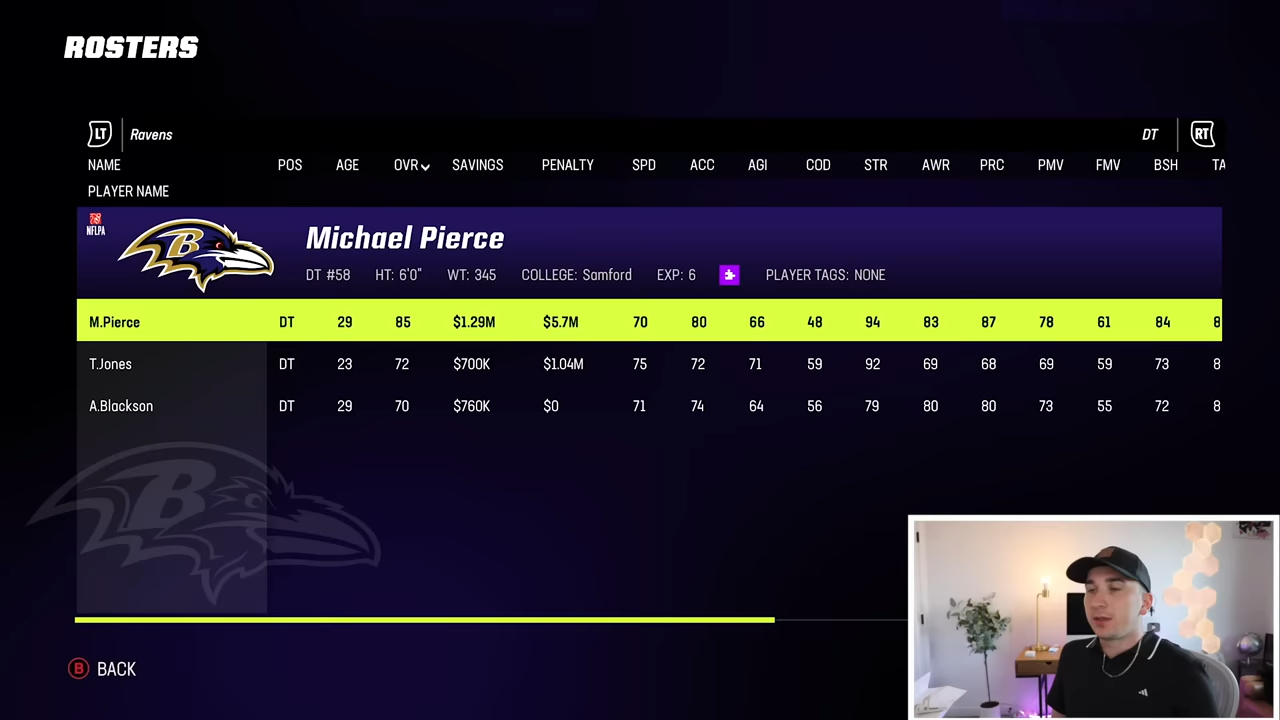 ROSTERS
LT Ravens DT RT
NAME POS AGE OVR SAVINGS PENALTY SPD ACC AGI COD STR AWR PRC PMV FMV BSH TA
PLAYER NAME
NFLPA
B
Michael Pierce
DT #58 HT: 6'0" WT: 345 COLLEGE: Samford EXP: 6 PLAYER TAGS: NONE
M.Pierce DT 29 85 $1.29M $5.7M 70 80 66 48 94 83 87 78 61 84 8
T.Jones DT 23 72 $700K $1.04M 75 72 71 59 92 69 68 69 59 73 8
A.Blackson DT 29 70 $760K $0 71 74 64 56 79 80 80 73 55 72 8
B
B BACK